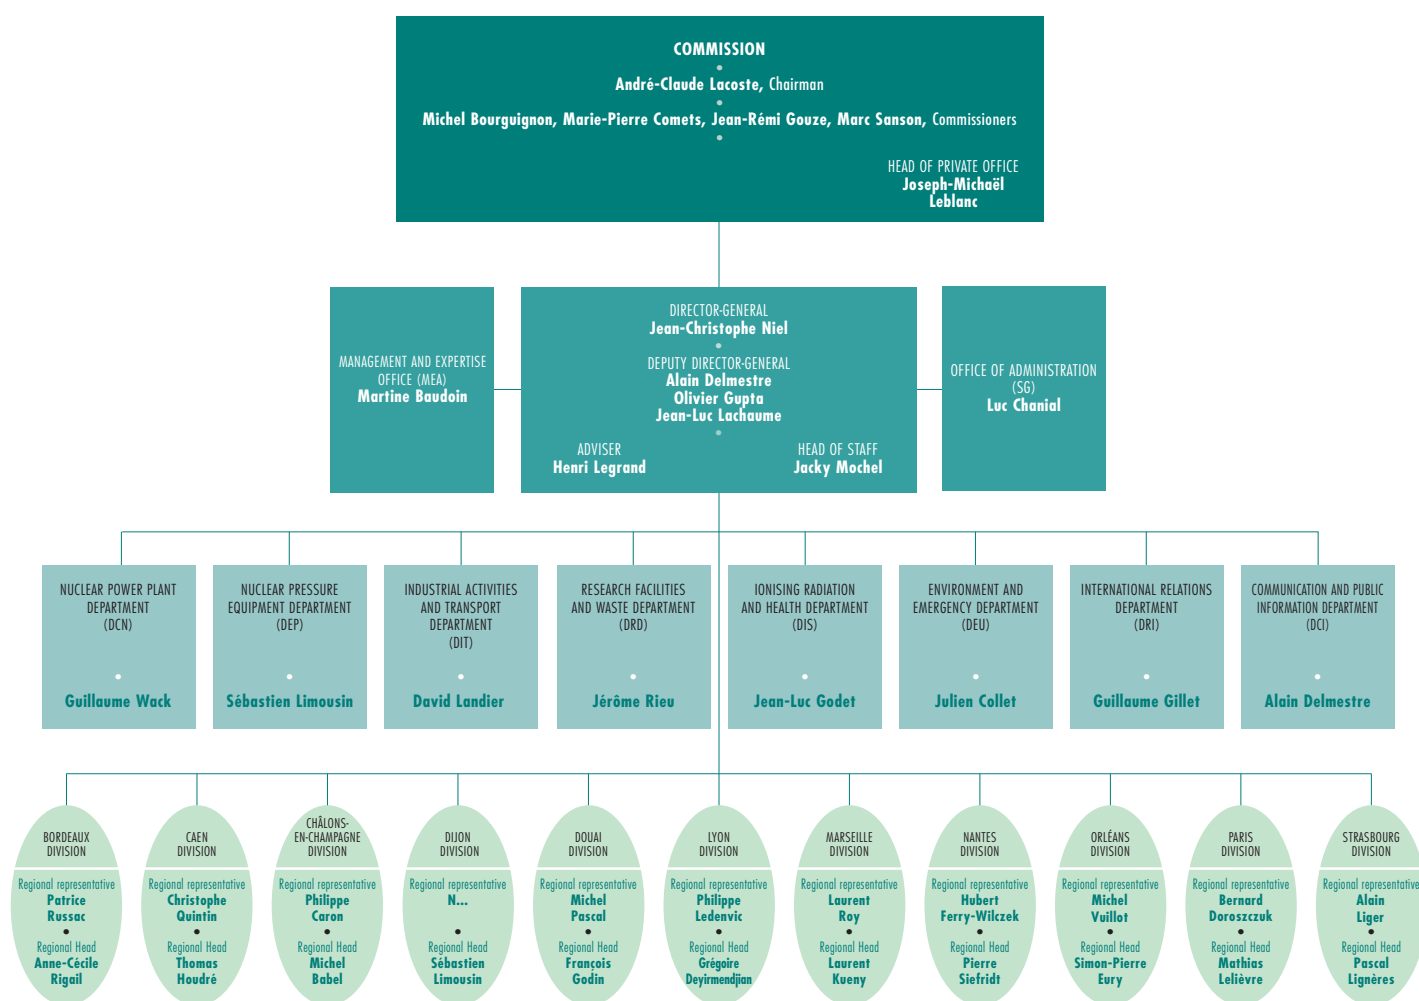 COMMISSION
André-Claude Lacoste, Chairman
Michel Bourguignon, Marie-Pierre Comets, Jean-Rémi Gouze, Marc Sanson, Commissioners
HEAD OF PRIVATE OFFICE
Joseph-Michaël
Leblanc
MANAGEMENT AND EXPERTISE
OFFICE (MEA)
Martine Baudoin
DIRECTOR-GENERAL
Jean-Christophe Niel
DEPUTY DIRECTOR-GENERAL
Alain Delmestre
Olivier Gupta
Jean-Luc Lachaume
ADVISER
Henri Legrand
HEAD OF STAFF
Jacky Mochel
OFFICE OF ADMINISTRATION
(SG)
Luc Chanial
NUCLEAR POWER PLANT
DEPARTMENT
(DCN)
Guillaume Wack
NUCLEAR PRESSURE
EQUIPMENT DEPARTMENT
(DEP)
Sébastien Limousin
INDUSTRIAL ACTIVITIES
AND TRANSPORT
DEPARTMENT
(DIT)
David Landier
RESEARCH FACILITIES
AND WASTE DEPARTMENT
(DRD)
Jérôme Rieu
IONISING RADIATION
AND HEALTH DEPARTMENT
(DIS)
Jean-Luc Godet
ENVIRONMENT AND
EMERGENCY DEPARTMENT
(DEU)
Julien Collet
INTERNATIONAL RELATIONS
DEPARTMENT
(DRI)
Guillaume Gillet
COMMUNICATION AND PUBLIC
INFORMATION DEPARTMENT
(DCI)
Alain Delmestre
BORDEAUX
DIVISION
Regional representative
Patrice
Russac
Regional Head
Anne-Cécile
Rigail
CAEN
DIVISION
Regional representative
Christophe
Quintin
Regional Head
Thomas
Houdré
CHÂLONS-
EN-CHAMPAGNE
DIVISION
Regional representative
Philippe
Caron
Regional Head
Michel
Babel
DIJON
DIVISION
Regional representative
N...
Regional Head
Sébastien
Limousin
DOUAI
DIVISION
Regional representative
Michel
Pascal
Regional Head
François
Godin
LYON
DIVISION
Regional representative
Philippe
Ledenvic
Regional Head
Grégoire
Deyirmendjian
MARSEILLE
DIVISION
Regional representative
Laurent
Roy
Regional Head
Laurent
Kueny
NANTES
DIVISION
Regional representative
Hubert
Ferry-Wilczek
Regional Head
Pierre
Siefridt
ORLÉANS
DIVISION
Regional representative
Michel
Vuillot
Regional Head
Simon-Pierre
Eury
PARIS
DIVISION
Regional representative
Bernard
Doroszczuk
Regional Head
Mathias
Lelièvre
STRASBOURG
DIVISION
Regional representative
Alain
Liger
Regional Head
Pascal
Lignères